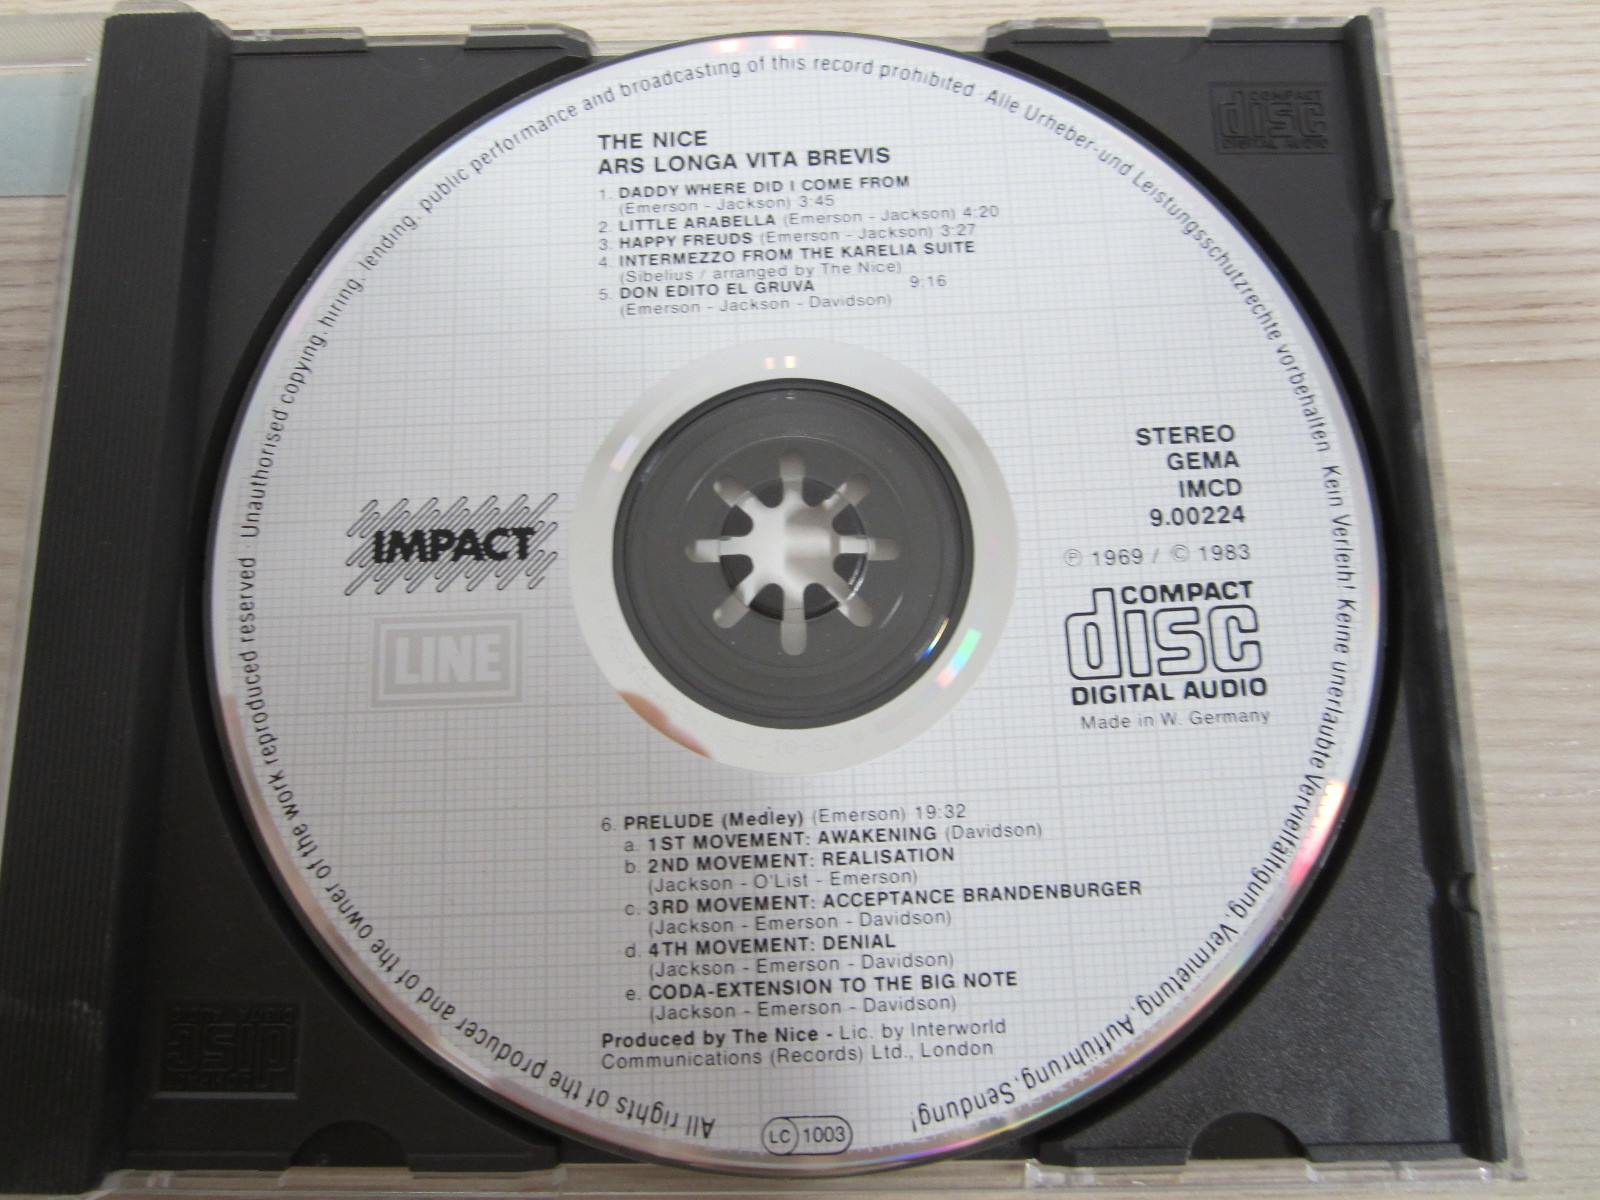 THE NICE
ARS LONGA VITA BREVIS
1. DADDY WHERE DID I COME FROM
(Emerson - Jackson) 3:45
2. LITTLE ARABELLA (Emerson - Jackson) 4:20
3. HAPPY FREUDS (Emerson - Jackson) 3:27
4. INTERMEZZO FROM THE KARELIA SUITE
(Sibelius / arranged by The Nice)
9:16
5. DON EDITO EL GRUVA
(Emerson - Jackson - Davidson)
STEREO
GEMA
IMCD
9.00224
℗ 1969 / © 1983
COMPACT
disc
DIGITAL AUDIO
Made in W. Germany
IMPACT
LINE
6. PRELUDE (Medley) (Emerson) 19:32
a. 1ST MOVEMENT: AWAKENING (Davidson)
b. 2ND MOVEMENT: REALISATION
(Jackson - O'List - Emerson)
c. 3RD MOVEMENT: ACCEPTANCE BRANDENBURGER
(Jackson - Emerson - Davidson)
d. 4TH MOVEMENT: DENIAL
(Jackson - Emerson - Davidson)
e. CODA-EXTENSION TO THE BIG NOTE
(Jackson - Emerson - Davidson)
Produced by The Nice - Lic. by Interworld
Communications (Records) Ltd., London
LC 1003
All rights of the producer and of the owner of the work reproduced reserved Unauthorised copying, hiring, lending, public performance and broadcasting of this record prohibited Alle Urheber-und Leistungsschutzrechte vorbehalten Kein Verleih! Keine unerlaubte Vervielfältigung, Vermietung, Aufführung, Sendung!
COMPACT
disc
DIGITAL AUDIO
COMPACT
disc
DIGITAL AUDIO